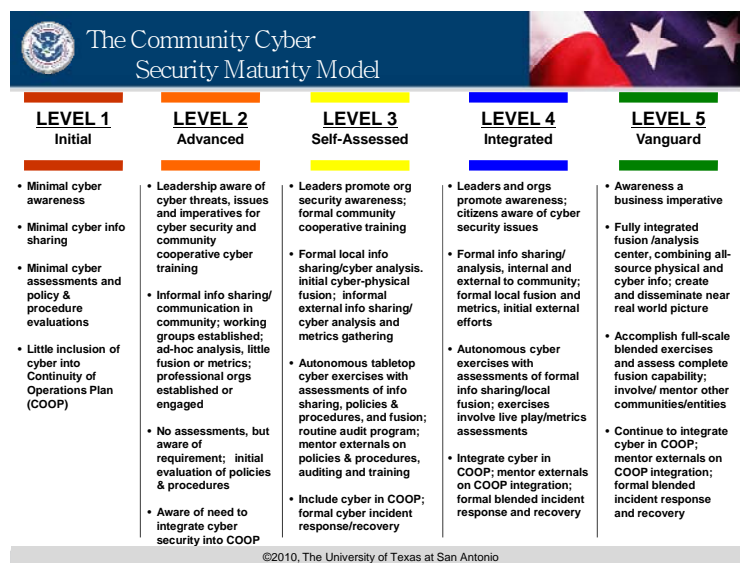 The Community Cyber
Security Maturity Model
LEVEL 1
Initial
• Minimal cyber
awareness
• Minimal cyber info
sharing
• Minimal cyber
assessments and
policy &
procedure
evaluations
• Little inclusion of
cyber into
Continuity of
Operations Plan
(COOP)
LEVEL 2
Advanced
• Leadership aware of
cyber threats, issues
and imperatives for
cyber security and
community
cooperative cyber
training
• Informal info sharing/
communication in
community; working
groups established;
ad-hoc analysis, little
fusion or metrics;
professional orgs
established or
engaged
• No assessments, but
aware of
requirement; initial
evaluation of policies
& procedures
• Aware of need to
integrate cyber
security into COOP
LEVEL 3
Self-Assessed
• Leaders promote org
security awareness;
formal community
cooperative training
• Formal local info
sharing/cyber analysis.
initial cyber-physical
fusion; informal
external info sharing/
cyber analysis and
metrics gathering
• Autonomous tabletop
cyber exercises with
assessments of info
sharing, policies &
procedures, and fusion;
routine audit program;
mentor externals on
policies & procedures,
auditing and training
• Include cyber in COOP;
formal cyber incident
response/recovery
LEVEL 4
Integrated
• Leaders and orgs
promote awareness;
citizens aware of cyber
security issues
• Formal info sharing/
analysis, internal and
external to community;
formal local fusion and
metrics, initial external
efforts
• Autonomous cyber
exercises with
assessments of formal
info sharing/local
fusion; exercises
involve live play/metrics
assessments
• Integrate cyber in
COOP; mentor externals
on COOP integration;
formal blended incident
response and recovery
LEVEL 5
Vanguard
• Awareness a
business imperative
• Fully integrated
fusion /analysis
center, combining all-
source physical and
cyber info; create
and disseminate near
real world picture
• Accomplish full-scale
blended exercises
and assess complete
fusion capability;
involve/ mentor other
communities/entities
• Continue to integrate
cyber in COOP;
mentor externals on
COOP integration;
formal blended
incident response
and recovery
©2010, The University of Texas at San Antonio